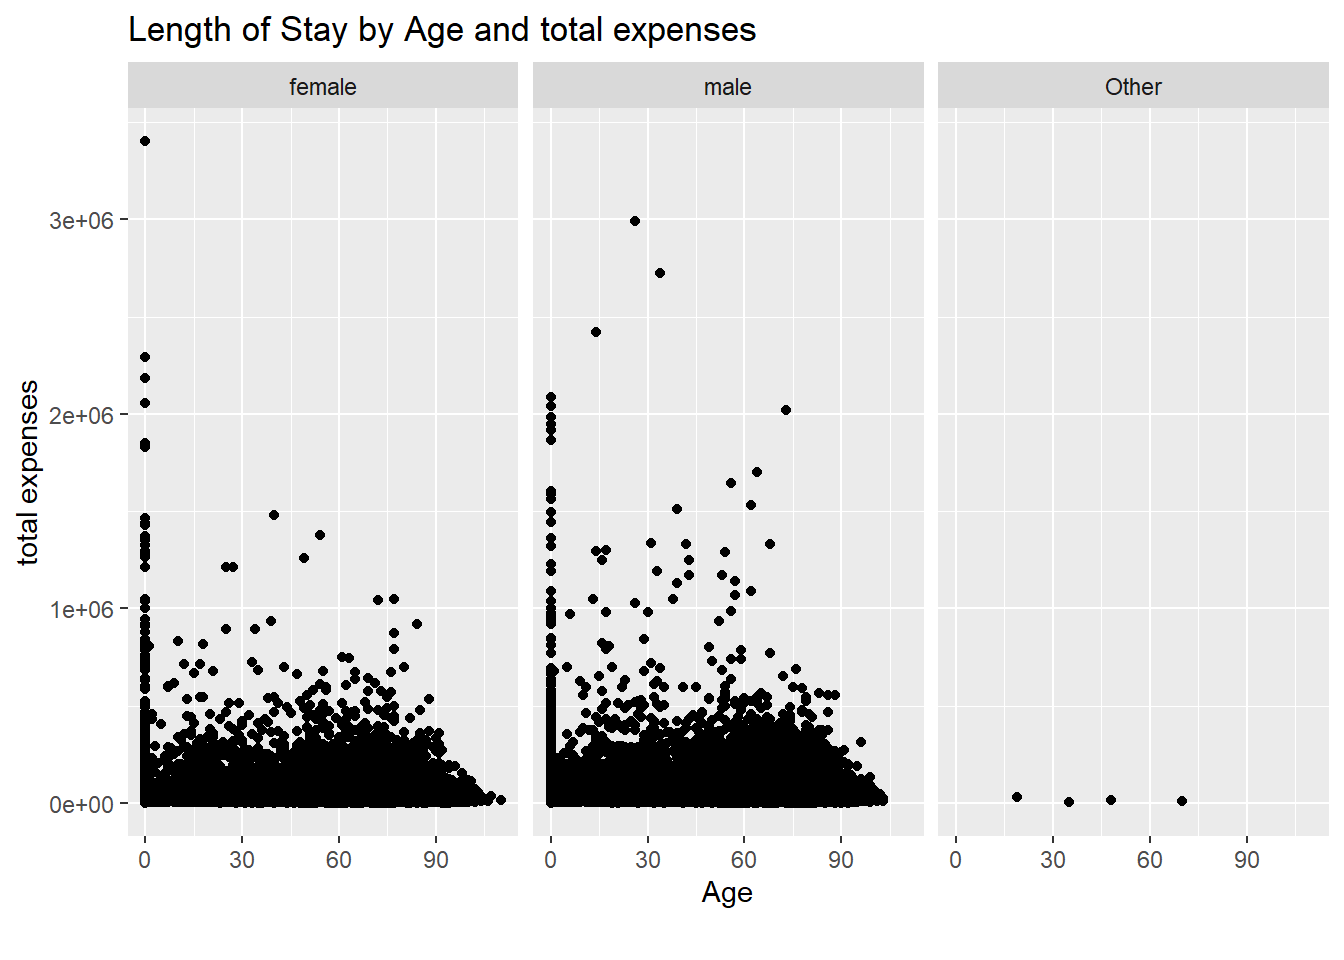 Length of Stay by Age and total expenses
female male Other
total expenses
3e+06
2e+06
1e+06
0e+00
0 30 60 90 0 30 60 90 0 30 60 90
Age